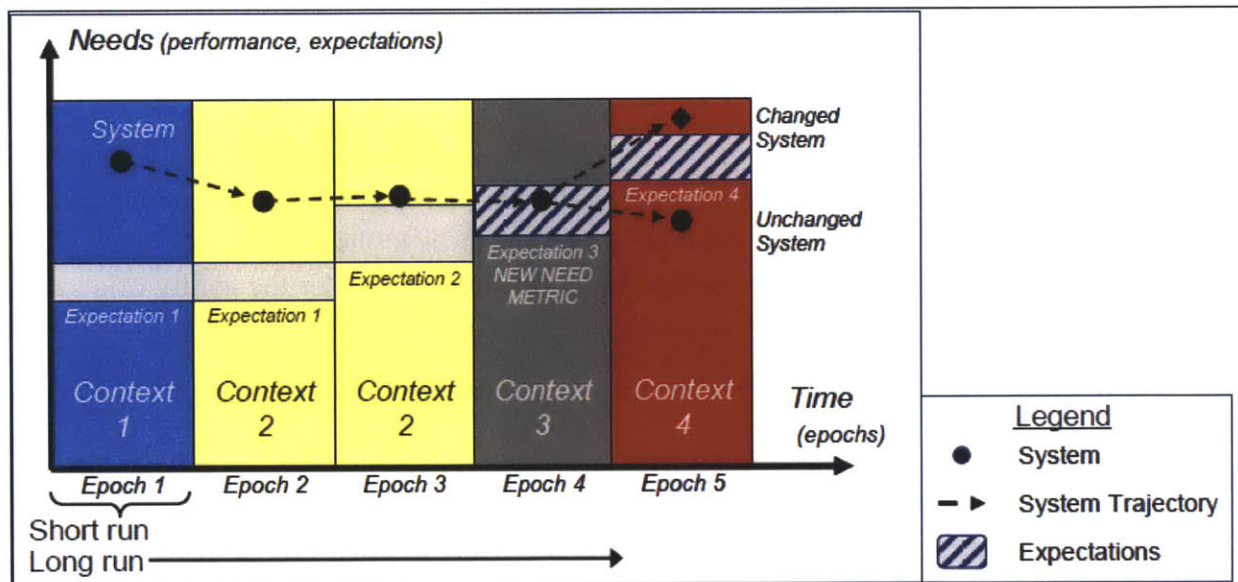 Needs (performance, expectations)
System
Changed
System
Expectation 4
Unchanged
System
Expectation 3
NEW NEED
METRIC
Expectation 2
Expectation 1
Expectation 1
Context
1
Context
2
Context
2
Context
3
Context
4
Time
(epochs)
Epoch 1
Epoch 2
Epoch 3
Epoch 4
Epoch 5
Short run
Long run
Legend
System
System Trajectory
Expectations